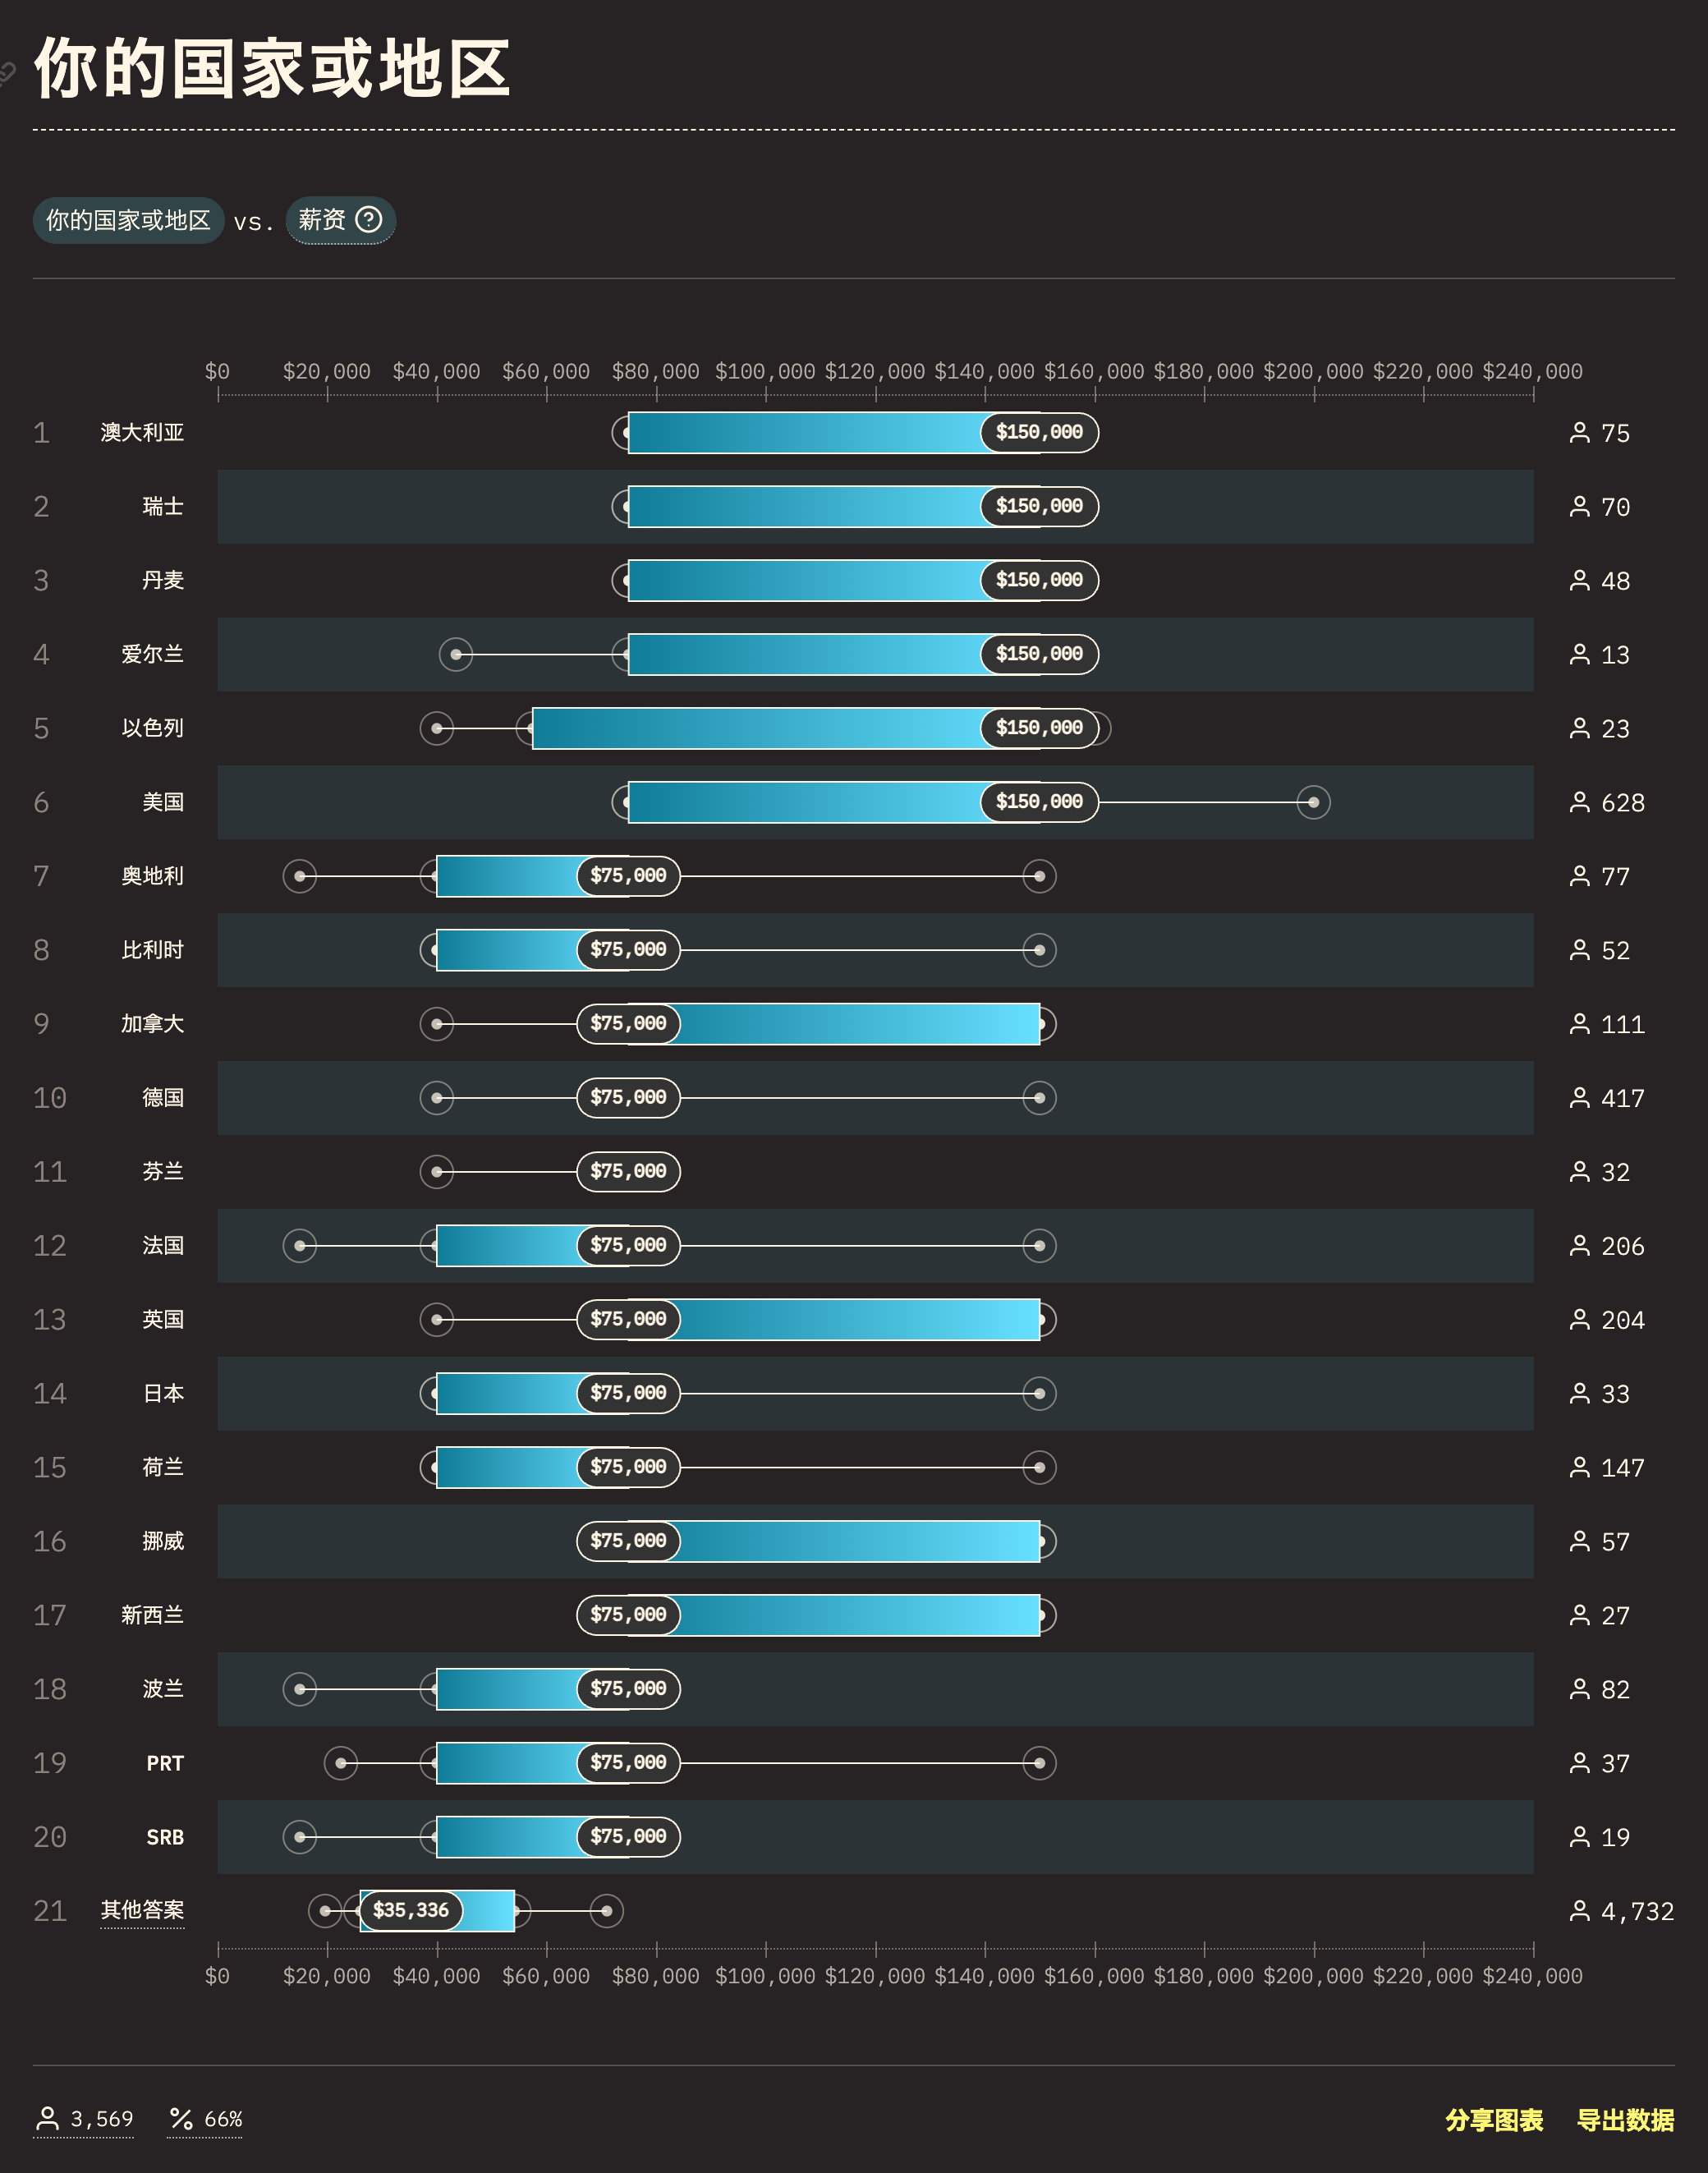 你的国家或地区
你的国家或地区 vs. 薪资 ?
$0 $20,000 $40,000 $60,000 $80,000 $100,000 $120,000 $140,000 $160,000 $180,000 $200,000 $220,000 $240,000
1 澳大利亚 $150,000 75
2 瑞士 $150,000 70
3 丹麦 $150,000 48
4 爱尔兰 $150,000 13
5 以色列 $150,000 23
6 美国 $150,000 628
7 奥地利 $75,000 77
8 比利时 $75,000 52
9 加拿大 $75,000 111
10 德国 $75,000 417
11 芬兰 $75,000 32
12 法国 $75,000 206
13 英国 $75,000 204
14 日本 $75,000 33
15 荷兰 $75,000 147
16 挪威 $75,000 57
17 新西兰 $75,000 27
18 波兰 $75,000 82
19 PRT $75,000 37
20 SRB $75,000 19
21 其他答案 $35,336 4,732
$0 $20,000 $40,000 $60,000 $80,000 $100,000 $120,000 $140,000 $160,000 $180,000 $200,000 $220,000 $240,000
3,569 % 66% 分享图表 导出数据